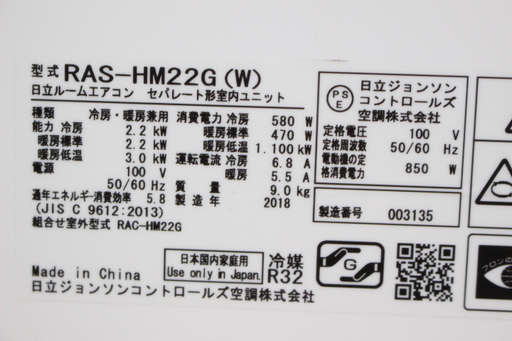 型式 RAS-HM22G (W)
日立ルームエアコン セパレート形室内ユニット
種類 冷房・暖房兼用
能力 冷房 2.2 kW
暖房標準 2.2 kW
暖房低温 3.0 kW
電源 100 V
50/60 Hz
通年エネルギー消費効率 5.8
(JIS C 9612:2013)
組合せ室外型式 RAC-HM22G
消費電力 冷房 580 W
暖房標準 470 W
暖房低温 1.100 kW
運転電流 冷房 6.8 A
暖房 5.5 A
質量 9.0 kg
製造年 2018
PS
E
日立ジョンソン
コントロールズ
空調株式会社
定格電圧 100 V
定格周波数 50/60 Hz
電動機の定
格消費電力 850 W
製造番号 003135
日本国内家庭用
Use only in Japan.
冷媒
R32
G
フロンの
Made in China
日立ジョンソンコントロールズ空調株式会社